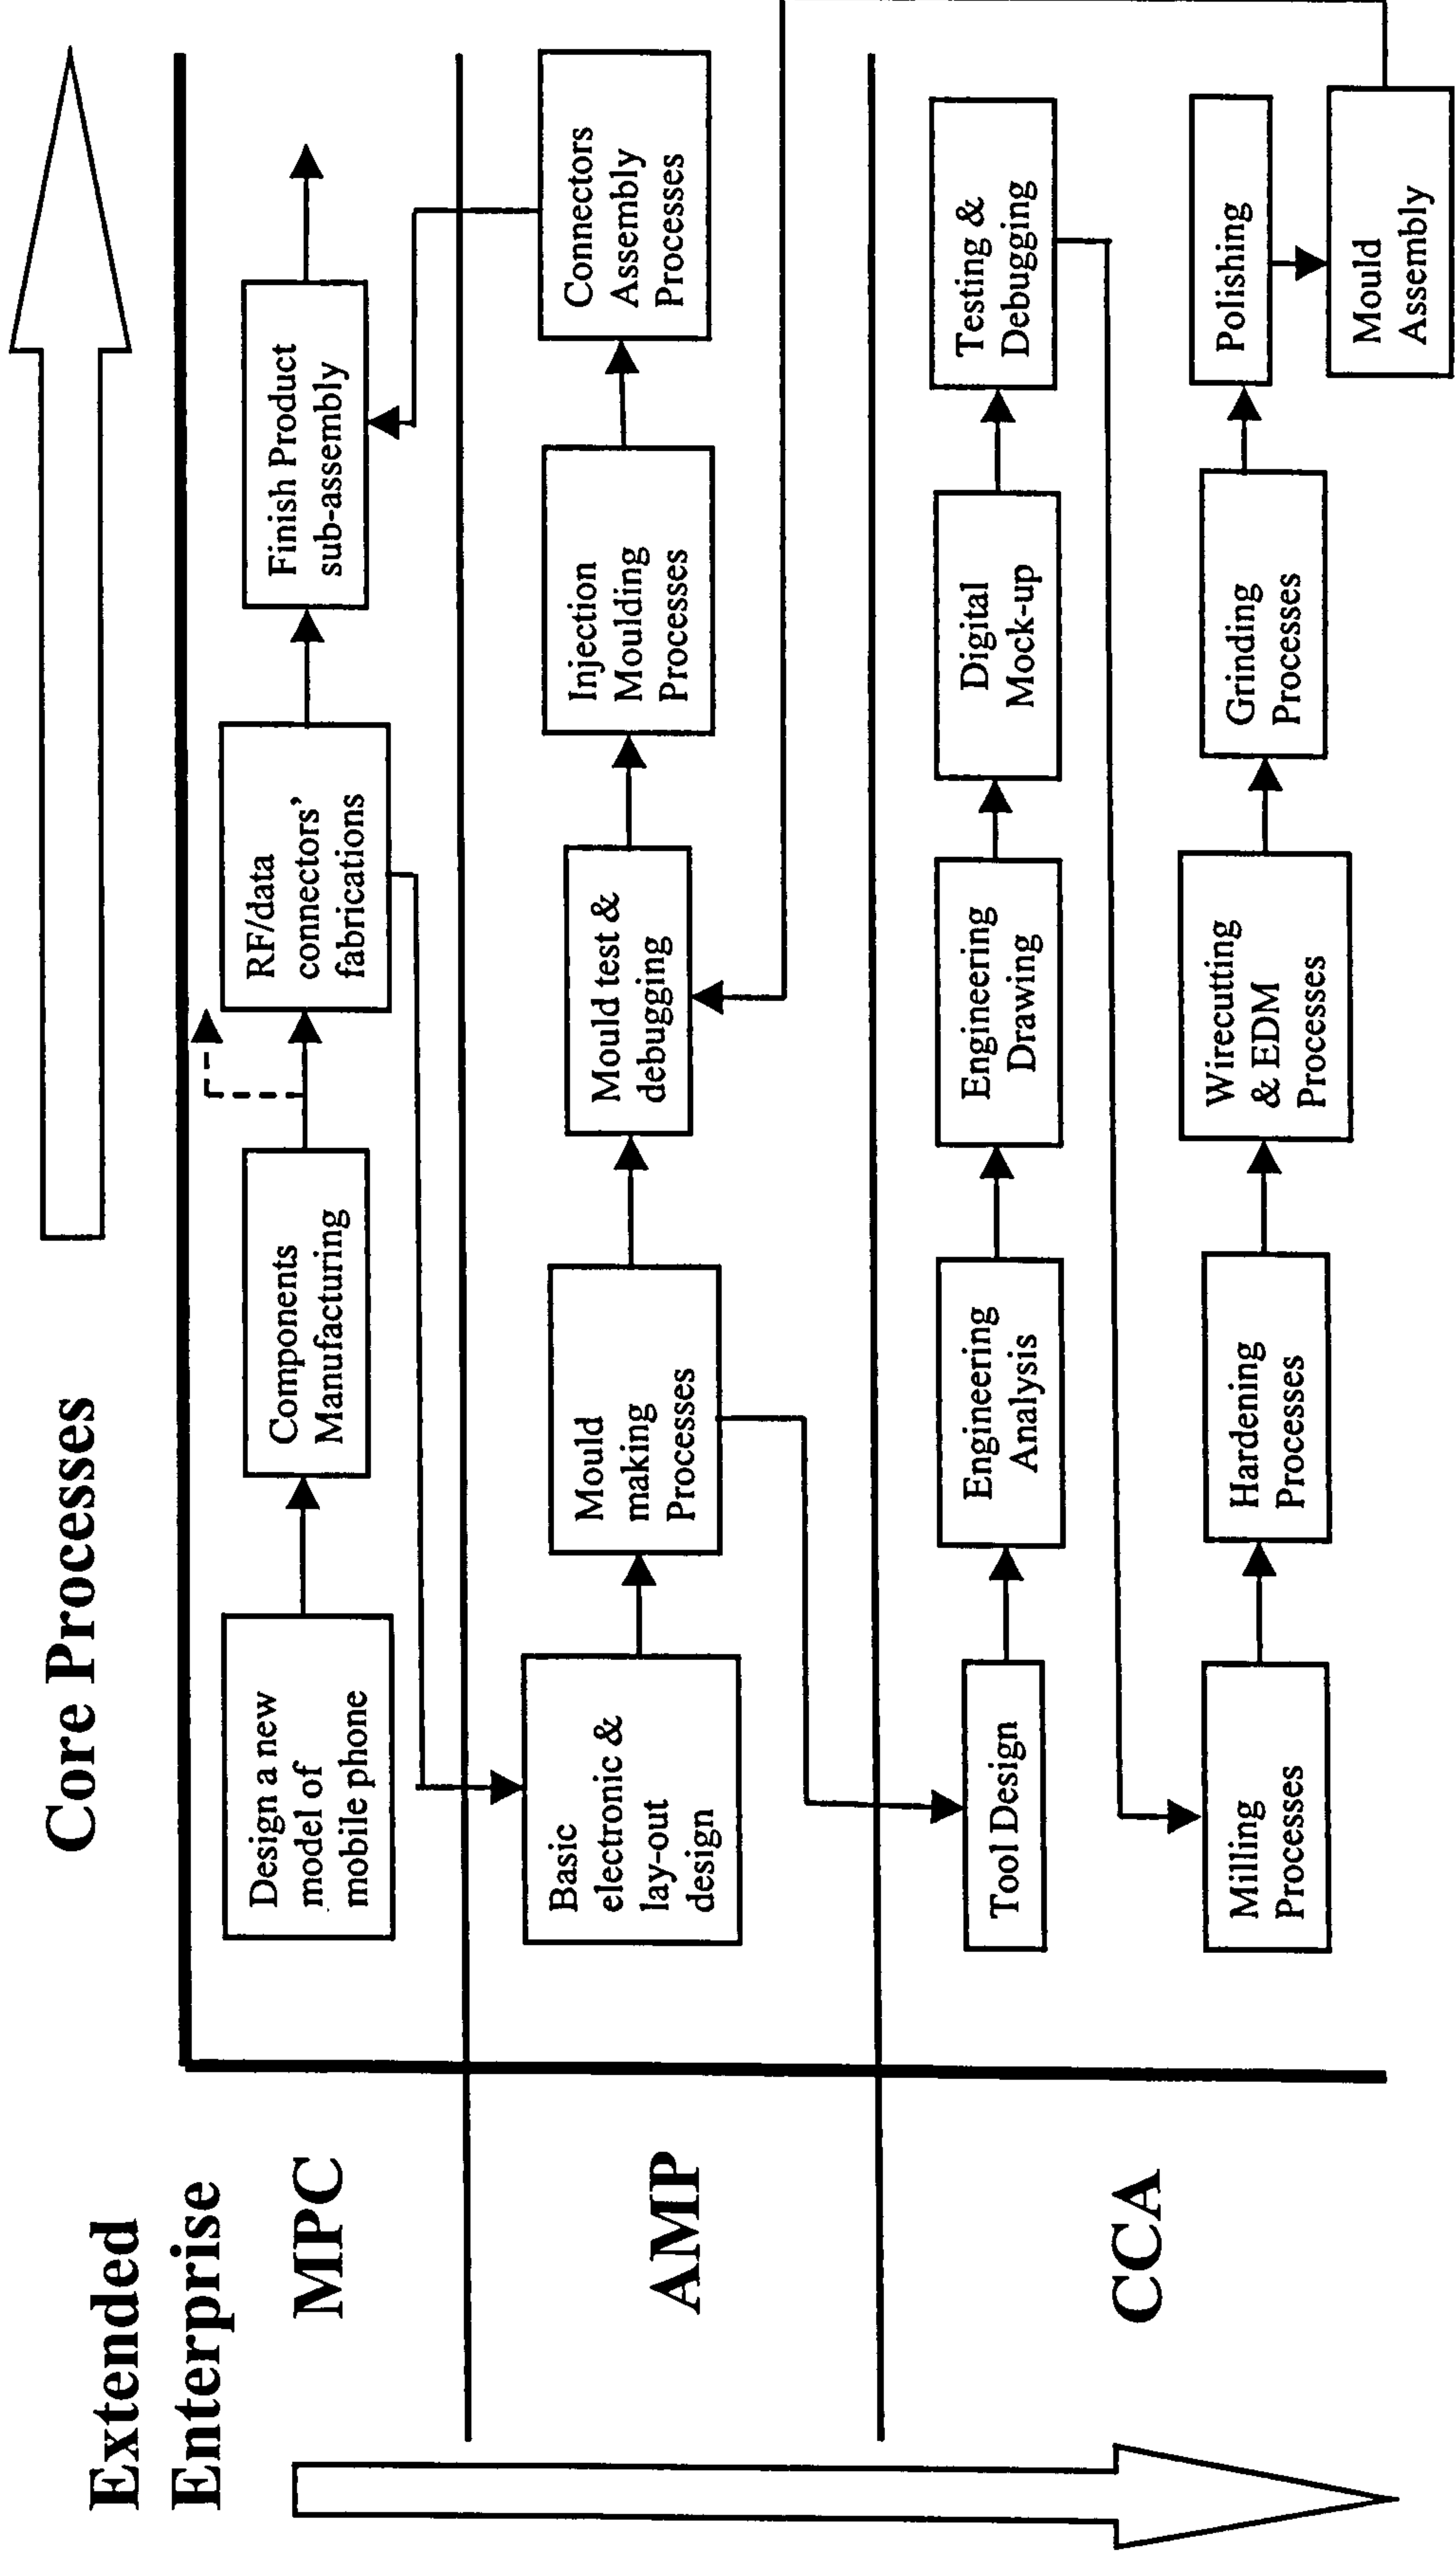 Core Processes
Extended
Enterprise
MPC
Design a new
model of
mobile phone
Components
Manufacturing
RF/data
connectors’
fabrications
Finish Product
sub-assembly
AMP
Basic
electronic &
lay-out
design
Mould
making
Processes
Mould test &
debugging
Injection
Moulding
Processes
Connectors
Assembly
Processes
CCA
Tool Design
Engineering
Analysis
Engineering
Drawing
Digital
Mock-up
Testing &
Debugging
Milling
Processes
Hardening
Processes
Wirecutting
& EDM
Processes
Grinding
Processes
Polishing
Mould
Assembly